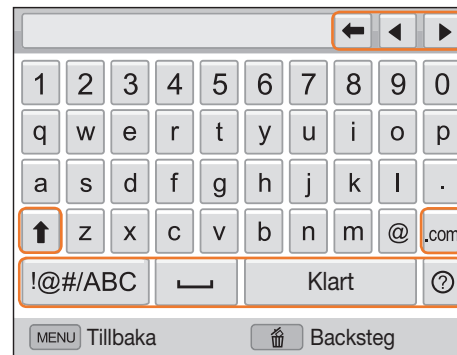 1 2 3 4 5 6 7 8 9 0
q w e r t y u i o p
a s d f g h j k l .
z x c v b n m @ .com
!@#/ABC Klart ?
MENU Tillbaka Backsteg